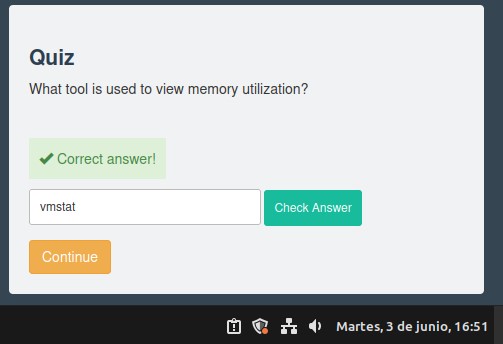 Quiz
What tool is used to view memory utilization?
Correct answer!
vmstat
Check Answer
Continue
Martes, 3 de junio, 16:51